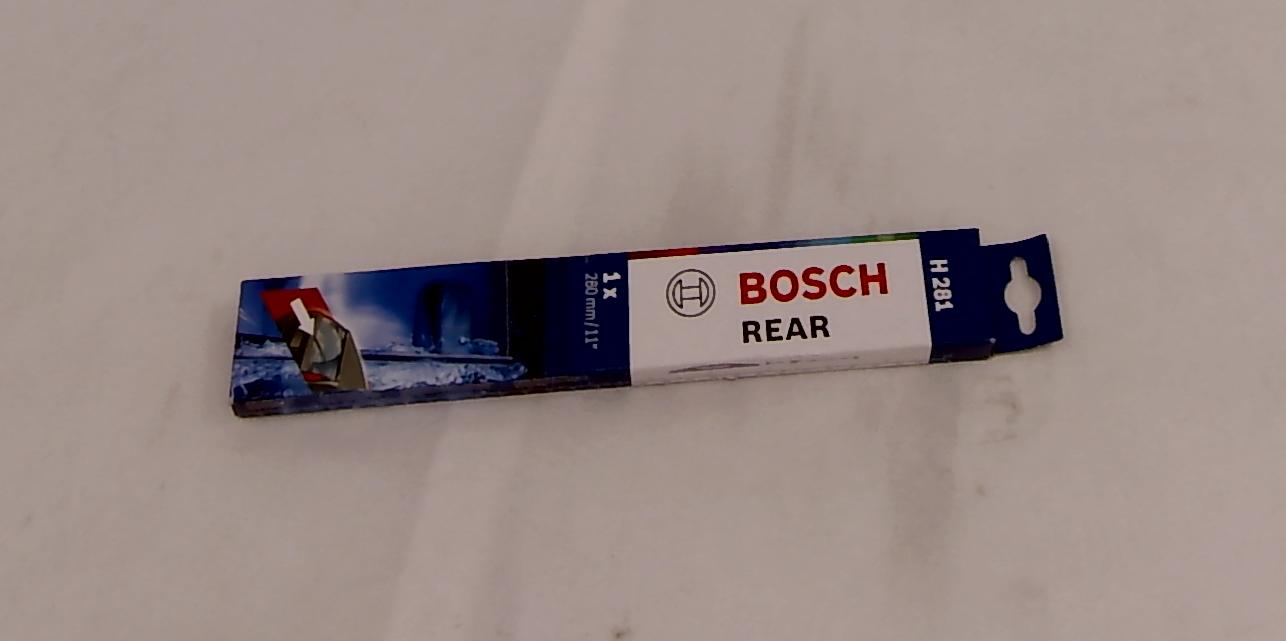 1 x
280 mm / 11"
BOSCH
REAR
H 281